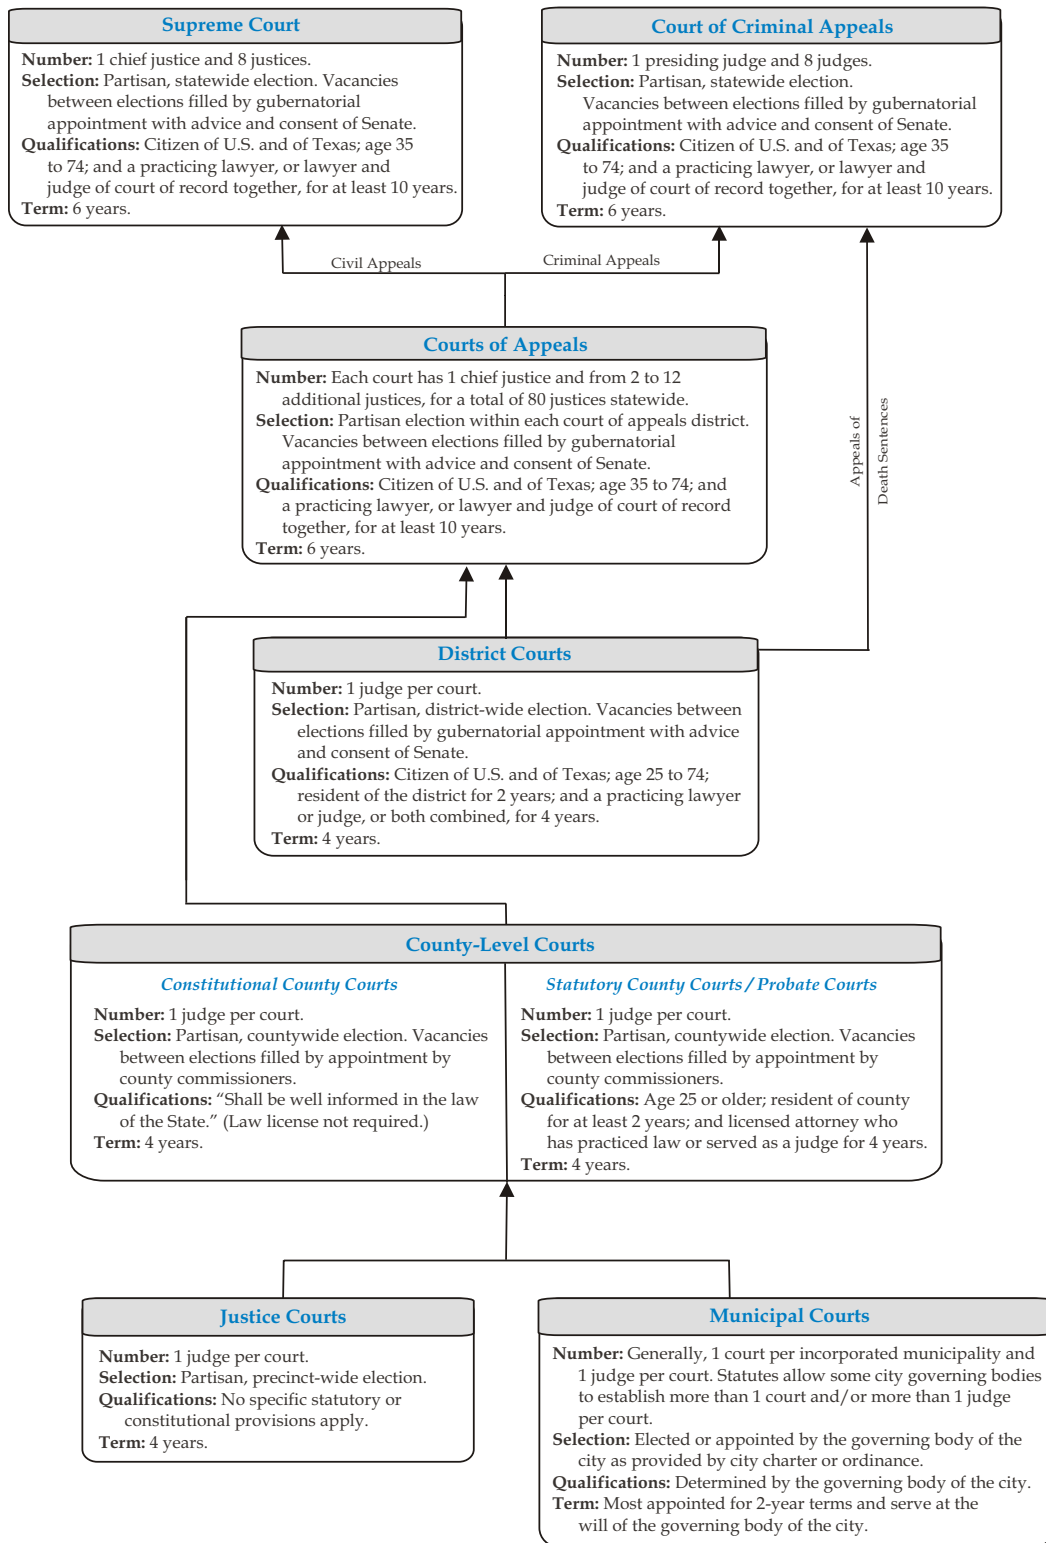 Supreme Court
Number: 1 chief justice and 8 justices.
Selection: Partisan, statewide election. Vacancies
between elections filled by gubernatorial
appointment with advice and consent of Senate.
Qualifications: Citizen of U.S. and of Texas; age 35
to 74; and a practicing lawyer, or lawyer and
judge of court of record together, for at least 10 years.
Term: 6 years.
Court of Criminal Appeals
Number: 1 presiding judge and 8 judges.
Selection: Partisan, statewide election.
Vacancies between elections filled by gubernatorial
appointment with advice and consent of Senate.
Qualifications: Citizen of U.S. and of Texas; age 35
to 74; and a practicing lawyer, or lawyer and
judge of court of record together, for at least 10 years.
Term: 6 years.
Civil Appeals
Criminal Appeals
Courts of Appeals
Number: Each court has 1 chief justice and from 2 to 12
additional justices, for a total of 80 justices statewide.
Selection: Partisan election within each court of appeals district.
Vacancies between elections filled by gubernatorial
appointment with advice and consent of Senate.
Qualifications: Citizen of U.S. and of Texas; age 35 to 74; and
a practicing lawyer, or lawyer and judge of court of record
together, for at least 10 years.
Term: 6 years.
Appeals of
Death Sentences
District Courts
Number: 1 judge per court.
Selection: Partisan, district-wide election. Vacancies between
elections filled by gubernatorial appointment with advice
and consent of Senate.
Qualifications: Citizen of U.S. and of Texas; age 25 to 74;
resident of the district for 2 years; and a practicing lawyer
or judge, or both combined, for 4 years.
Term: 4 years.
County-Level Courts
Constitutional County Courts
Number: 1 judge per court.
Selection: Partisan, countywide election. Vacancies
between elections filled by appointment by
county commissioners.
Qualifications: “Shall be well informed in the law
of the State.” (Law license not required.)
Term: 4 years.
Statutory County Courts / Probate Courts
Number: 1 judge per court.
Selection: Partisan, countywide election. Vacancies
between elections filled by appointment by
county commissioners.
Qualifications: Age 25 or older; resident of county
for at least 2 years; and licensed attorney who
has practiced law or served as a judge for 4 years.
Term: 4 years.
Justice Courts
Number: 1 judge per court.
Selection: Partisan, precinct-wide election.
Qualifications: No specific statutory or
constitutional provisions apply.
Term: 4 years.
Municipal Courts
Number: Generally, 1 court per incorporated municipality and
1 judge per court. Statutes allow some city governing bodies
to establish more than 1 court and/or more than 1 judge
per court.
Selection: Elected or appointed by the governing body of the
city as provided by city charter or ordinance.
Qualifications: Determined by the governing body of the city.
Term: Most appointed for 2-year terms and serve at the
will of the governing body of the city.